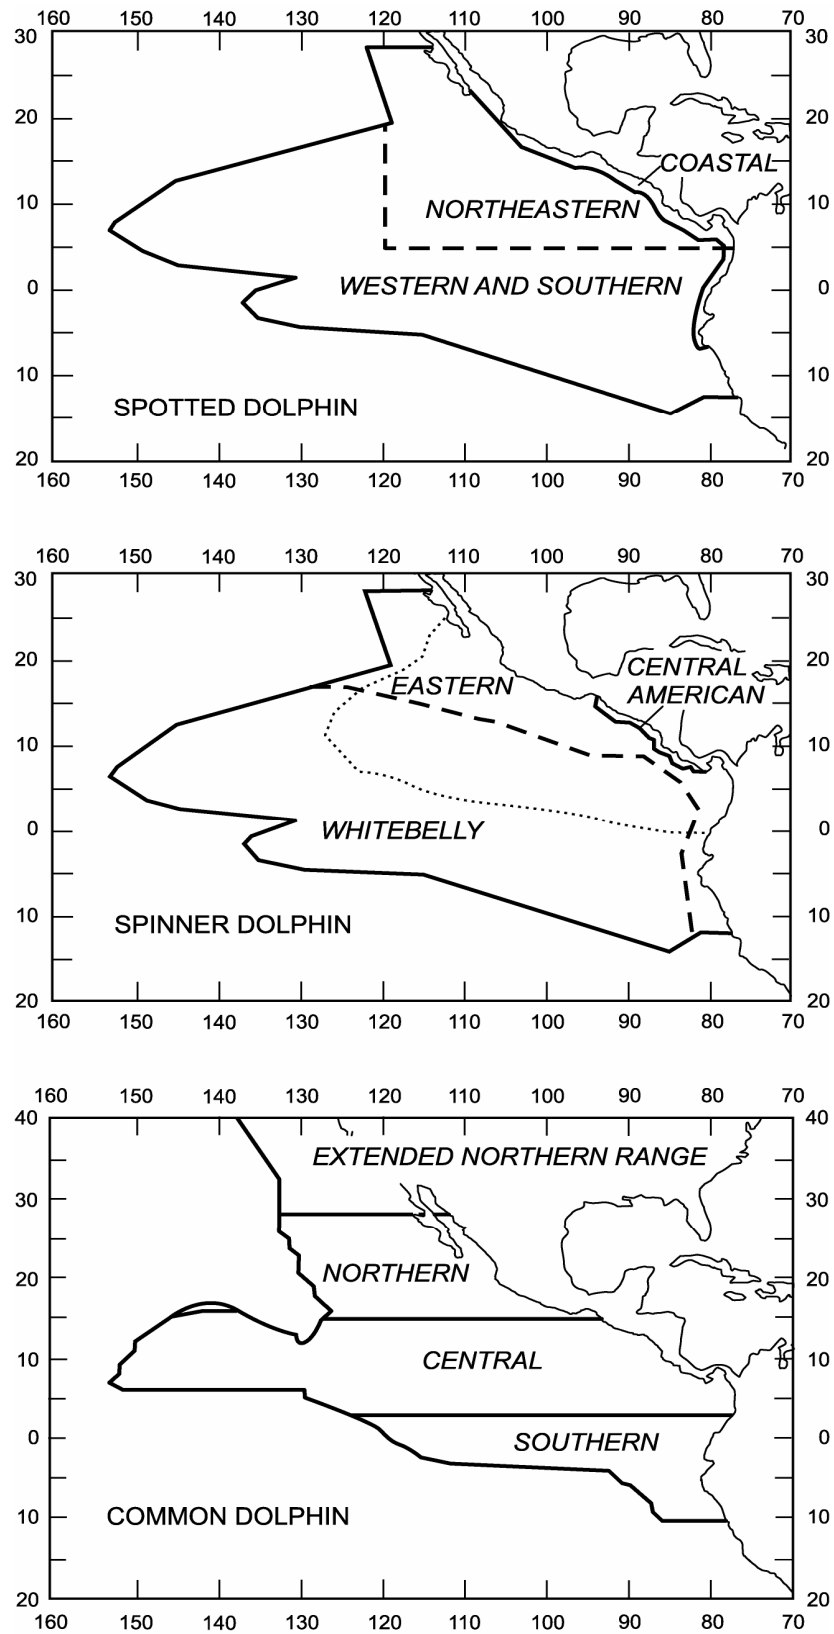 160 150 140 130 120 110 100 90 80 70
30 30
20 20
COASTAL
10 10
NORTHEASTERN
0 0
WESTERN AND SOUTHERN
10 10
SPOTTED DOLPHIN
20 20
160 150 140 130 120 110 100 90 80 70
160 150 140 130 120 110 100 90 80 70
30 30
20 20
CENTRAL
EASTERN
AMERICAN
10 10
0 0
WHITEBELLY
10 10
SPINNER DOLPHIN
20 20
160 150 140 130 120 110 100 90 80 70
160 150 140 130 120 110 100 90 80 70
40 40
EXTENDED NORTHERN RANGE
30 30
NORTHERN
20 20
10 10
CENTRAL
0 0
SOUTHERN
10 10
COMMON DOLPHIN
20 20
160 150 140 130 120 110 100 90 80 70